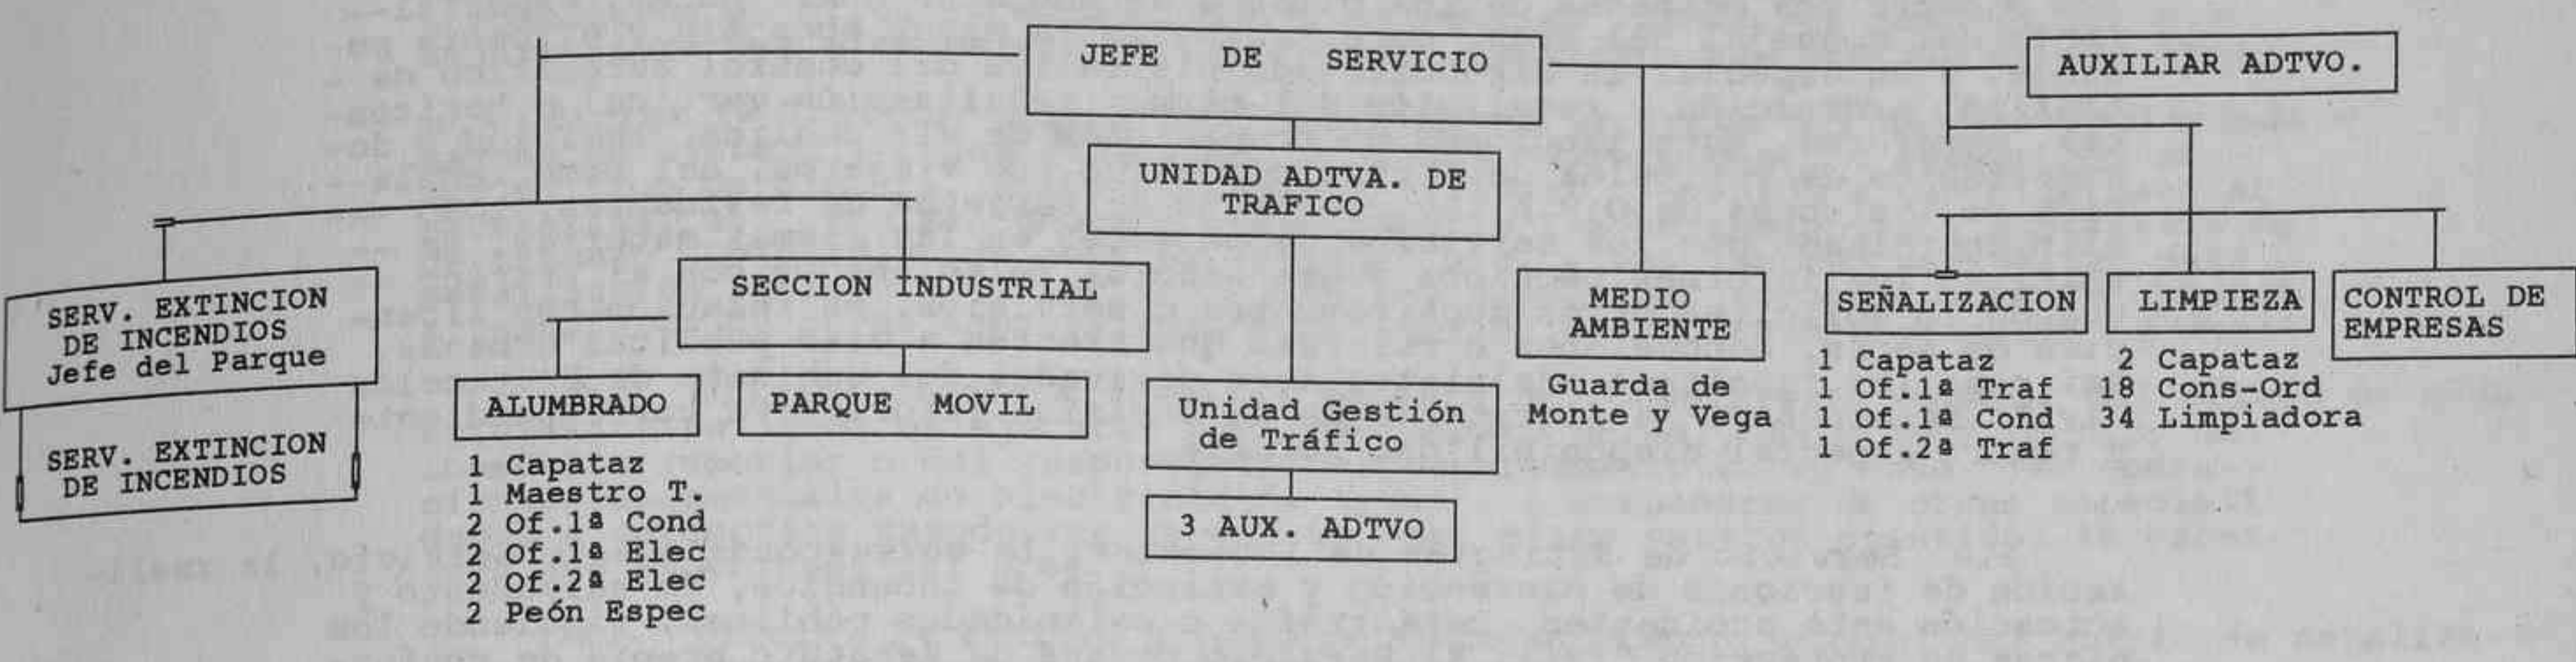 JEFE DE SERVICIO
AUXILIAR ADTVO.
UNIDAD ADTVA. DE
TRAFICO
SERV. EXTINCION
DE INCENDIOS
Jefe del Parque
SERV. EXTINCION
DE INCENDIOS
SECCION INDUSTRIAL
ALUMBRADO
1 Capataz
1 Maestro T.
2 Of.1ª Cond
2 Of.1ª Elec
2 Of.2ª Elec
2 Peón Espec
PARQUE MOVIL
Unidad Gestión
de Tráfico
3 AUX. ADTVO
MEDIO
AMBIENTE
Guarda de
Monte y Vega
SEÑALIZACION
1 Capataz
1 Of.1ª Traf
1 Of.1ª Cond
1 Of.2ª Traf
LIMPIEZA
2 Capataz
18 Cons-Ord
34 Limpiadora
CONTROL DE
EMPRESAS